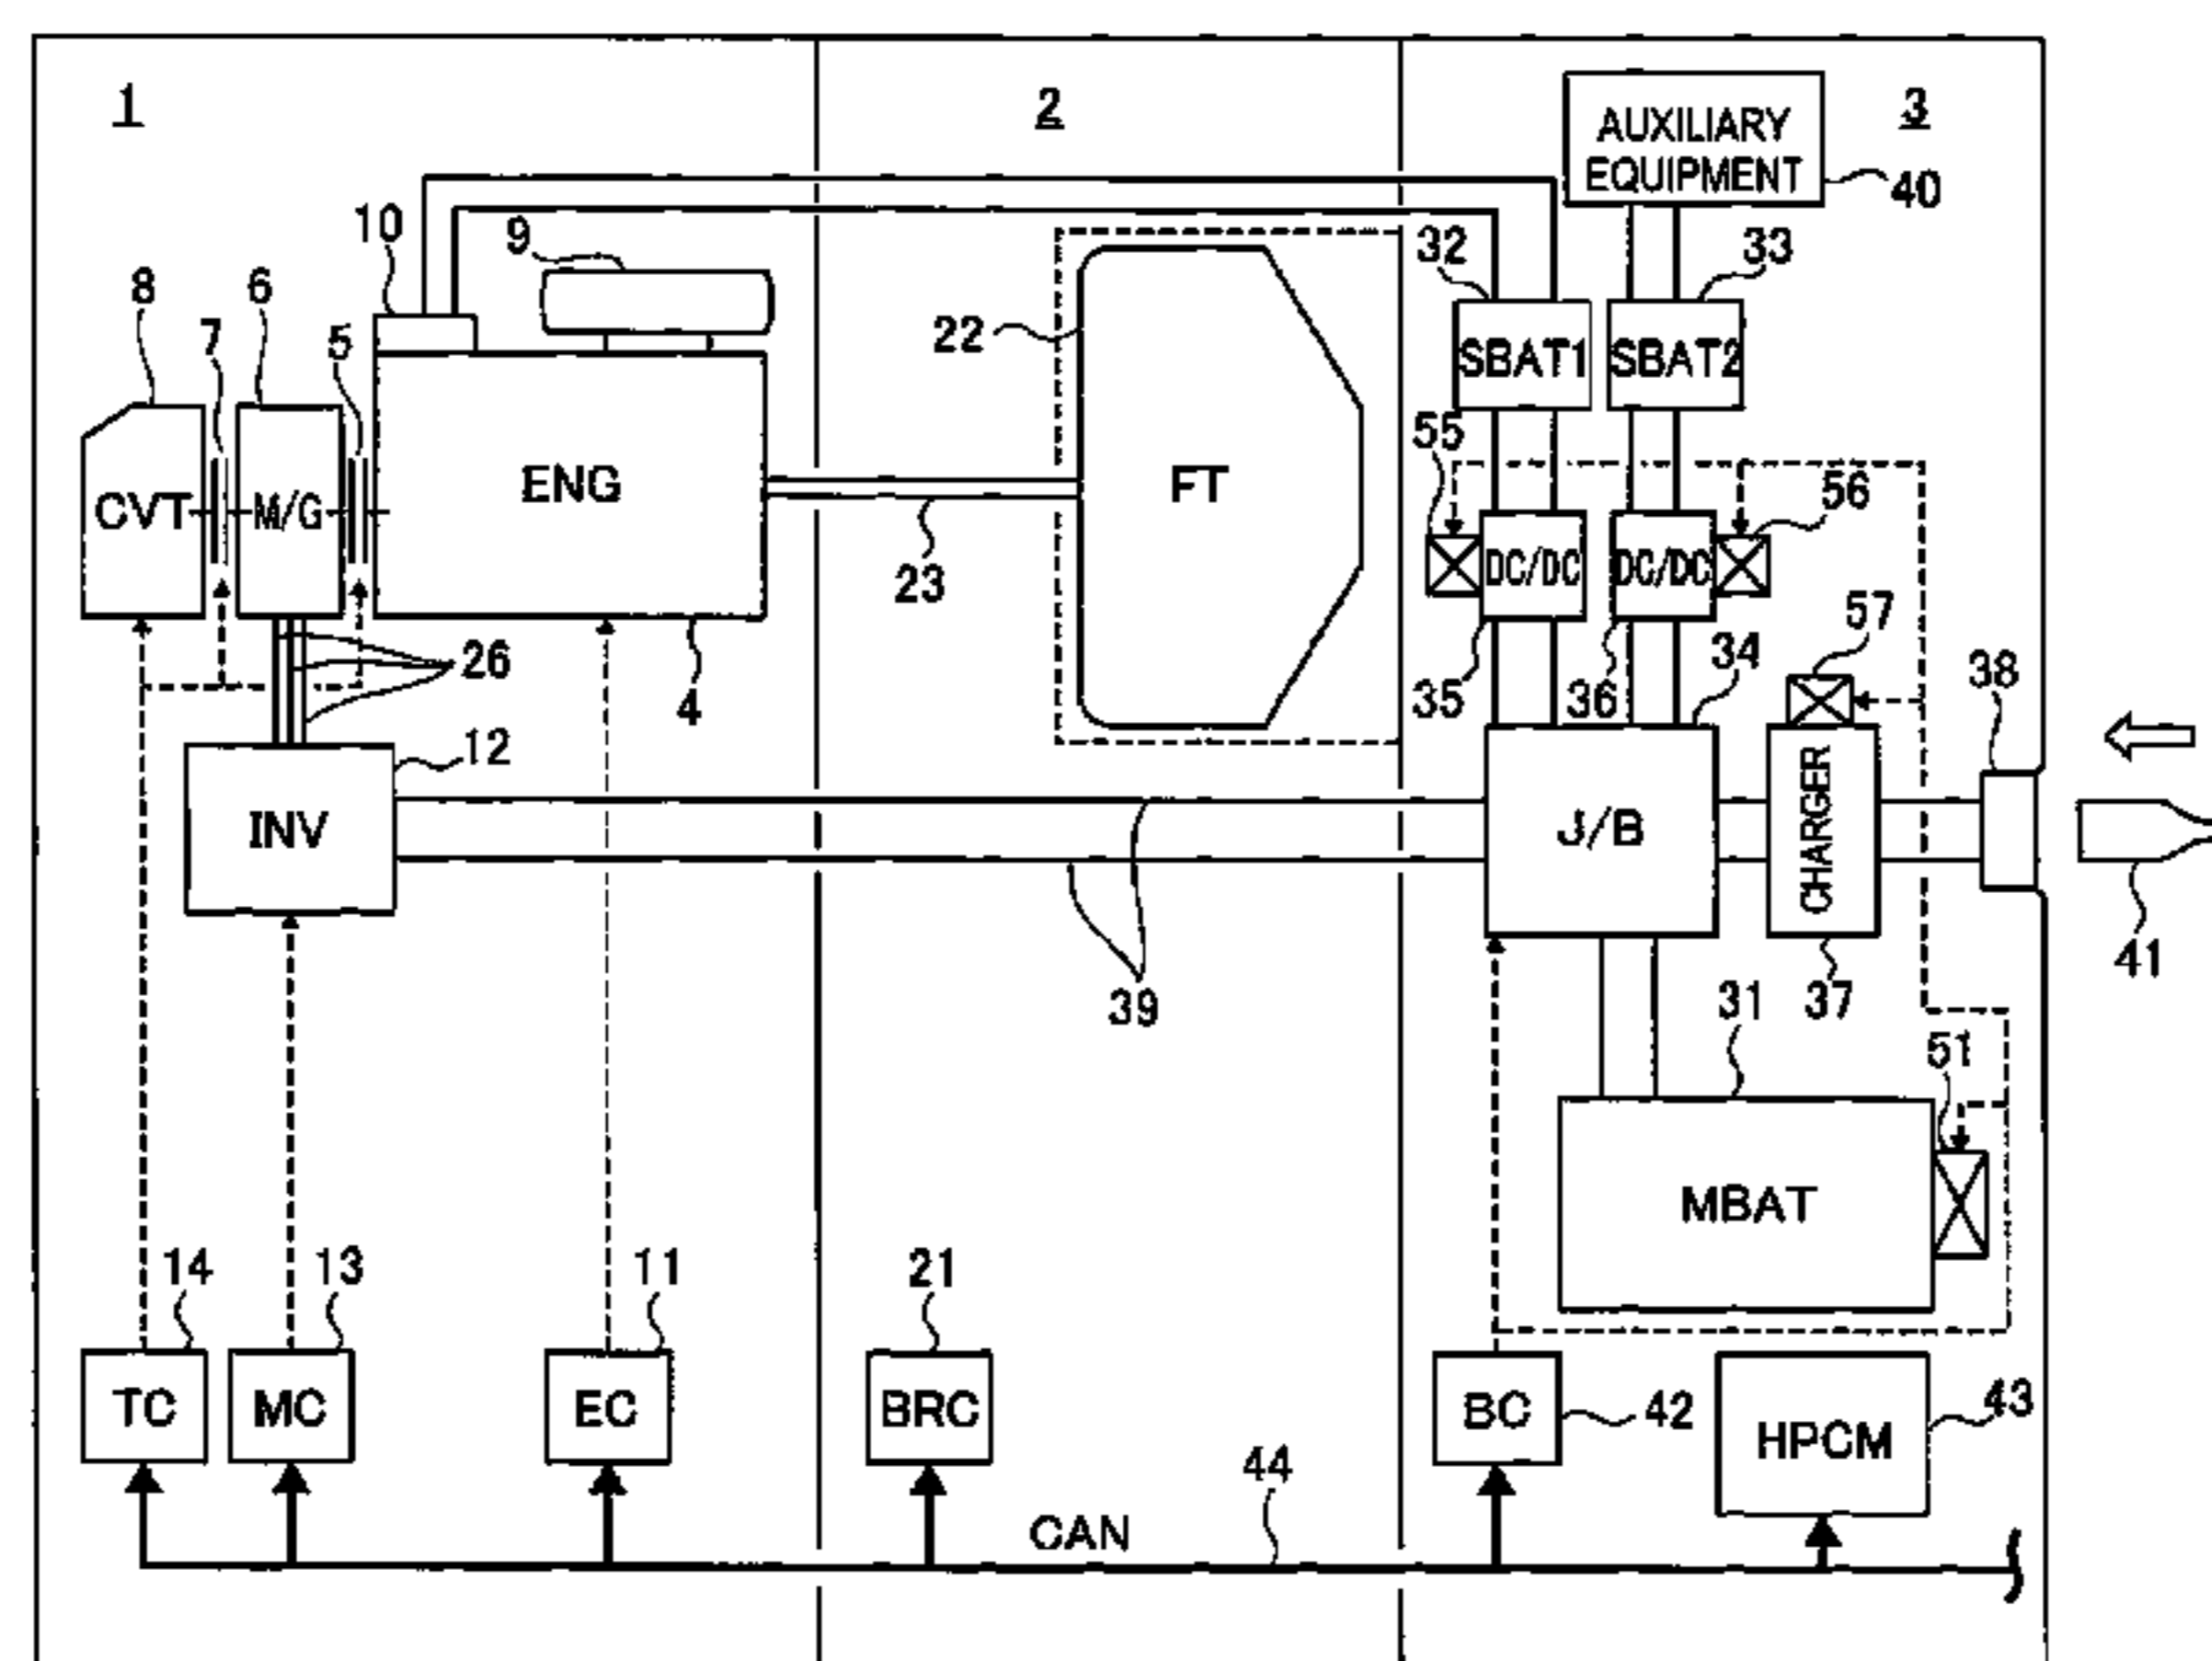 1
2
3
AUXILIARY
EQUIPMENT
40
10
9
32
33
8
6
7
5
22
SBAT1
SBAT2
55
56
CVT
M/G
ENG
FT
DC/DC
DC/DC
23
57
26
4
35
36
34
38
12
INV
J/B
CHARGER
39
31
37
41
51
MBAT
14
13
11
21
TC
MC
EC
BRC
BC
42
HPCM
43
CAN
44